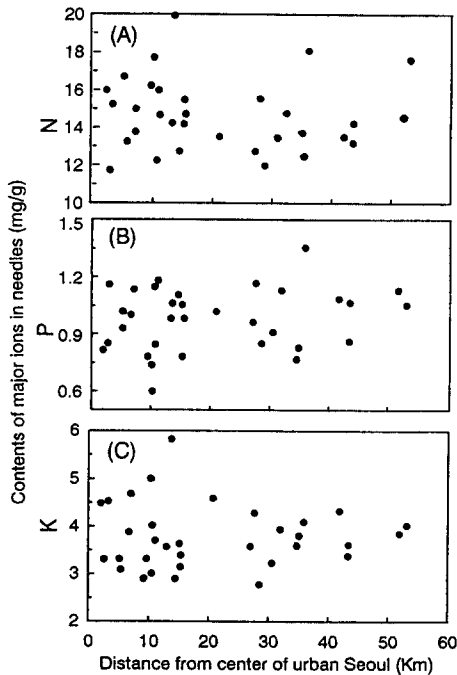 Contents of major ions in needles (mg/g)
(A)
N
20
18
16
14
12
10
(B)
P
1.5
1.2
0.9
0.6
(C)
K
6
5
4
3
2
0 10 20 30 40 50 60
Distance from center of urban Seoul (Km)